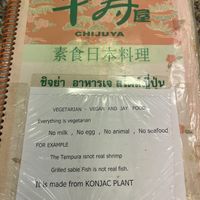 千寿屋
CHIJUYA
素食日本料理
ชิจูย่า อาหารเจ สไตล์ญี่ปุ่น
VEGETARIAN - VEGAN AND JAY FOOD
Everything is vegetarian
No milk , No egg , No animal , No seafood
FOR EXAMPLE
The Tempura isnot real shrimp
Grilled sable Fish is not real fish.
It is made from KONJAC PLANT